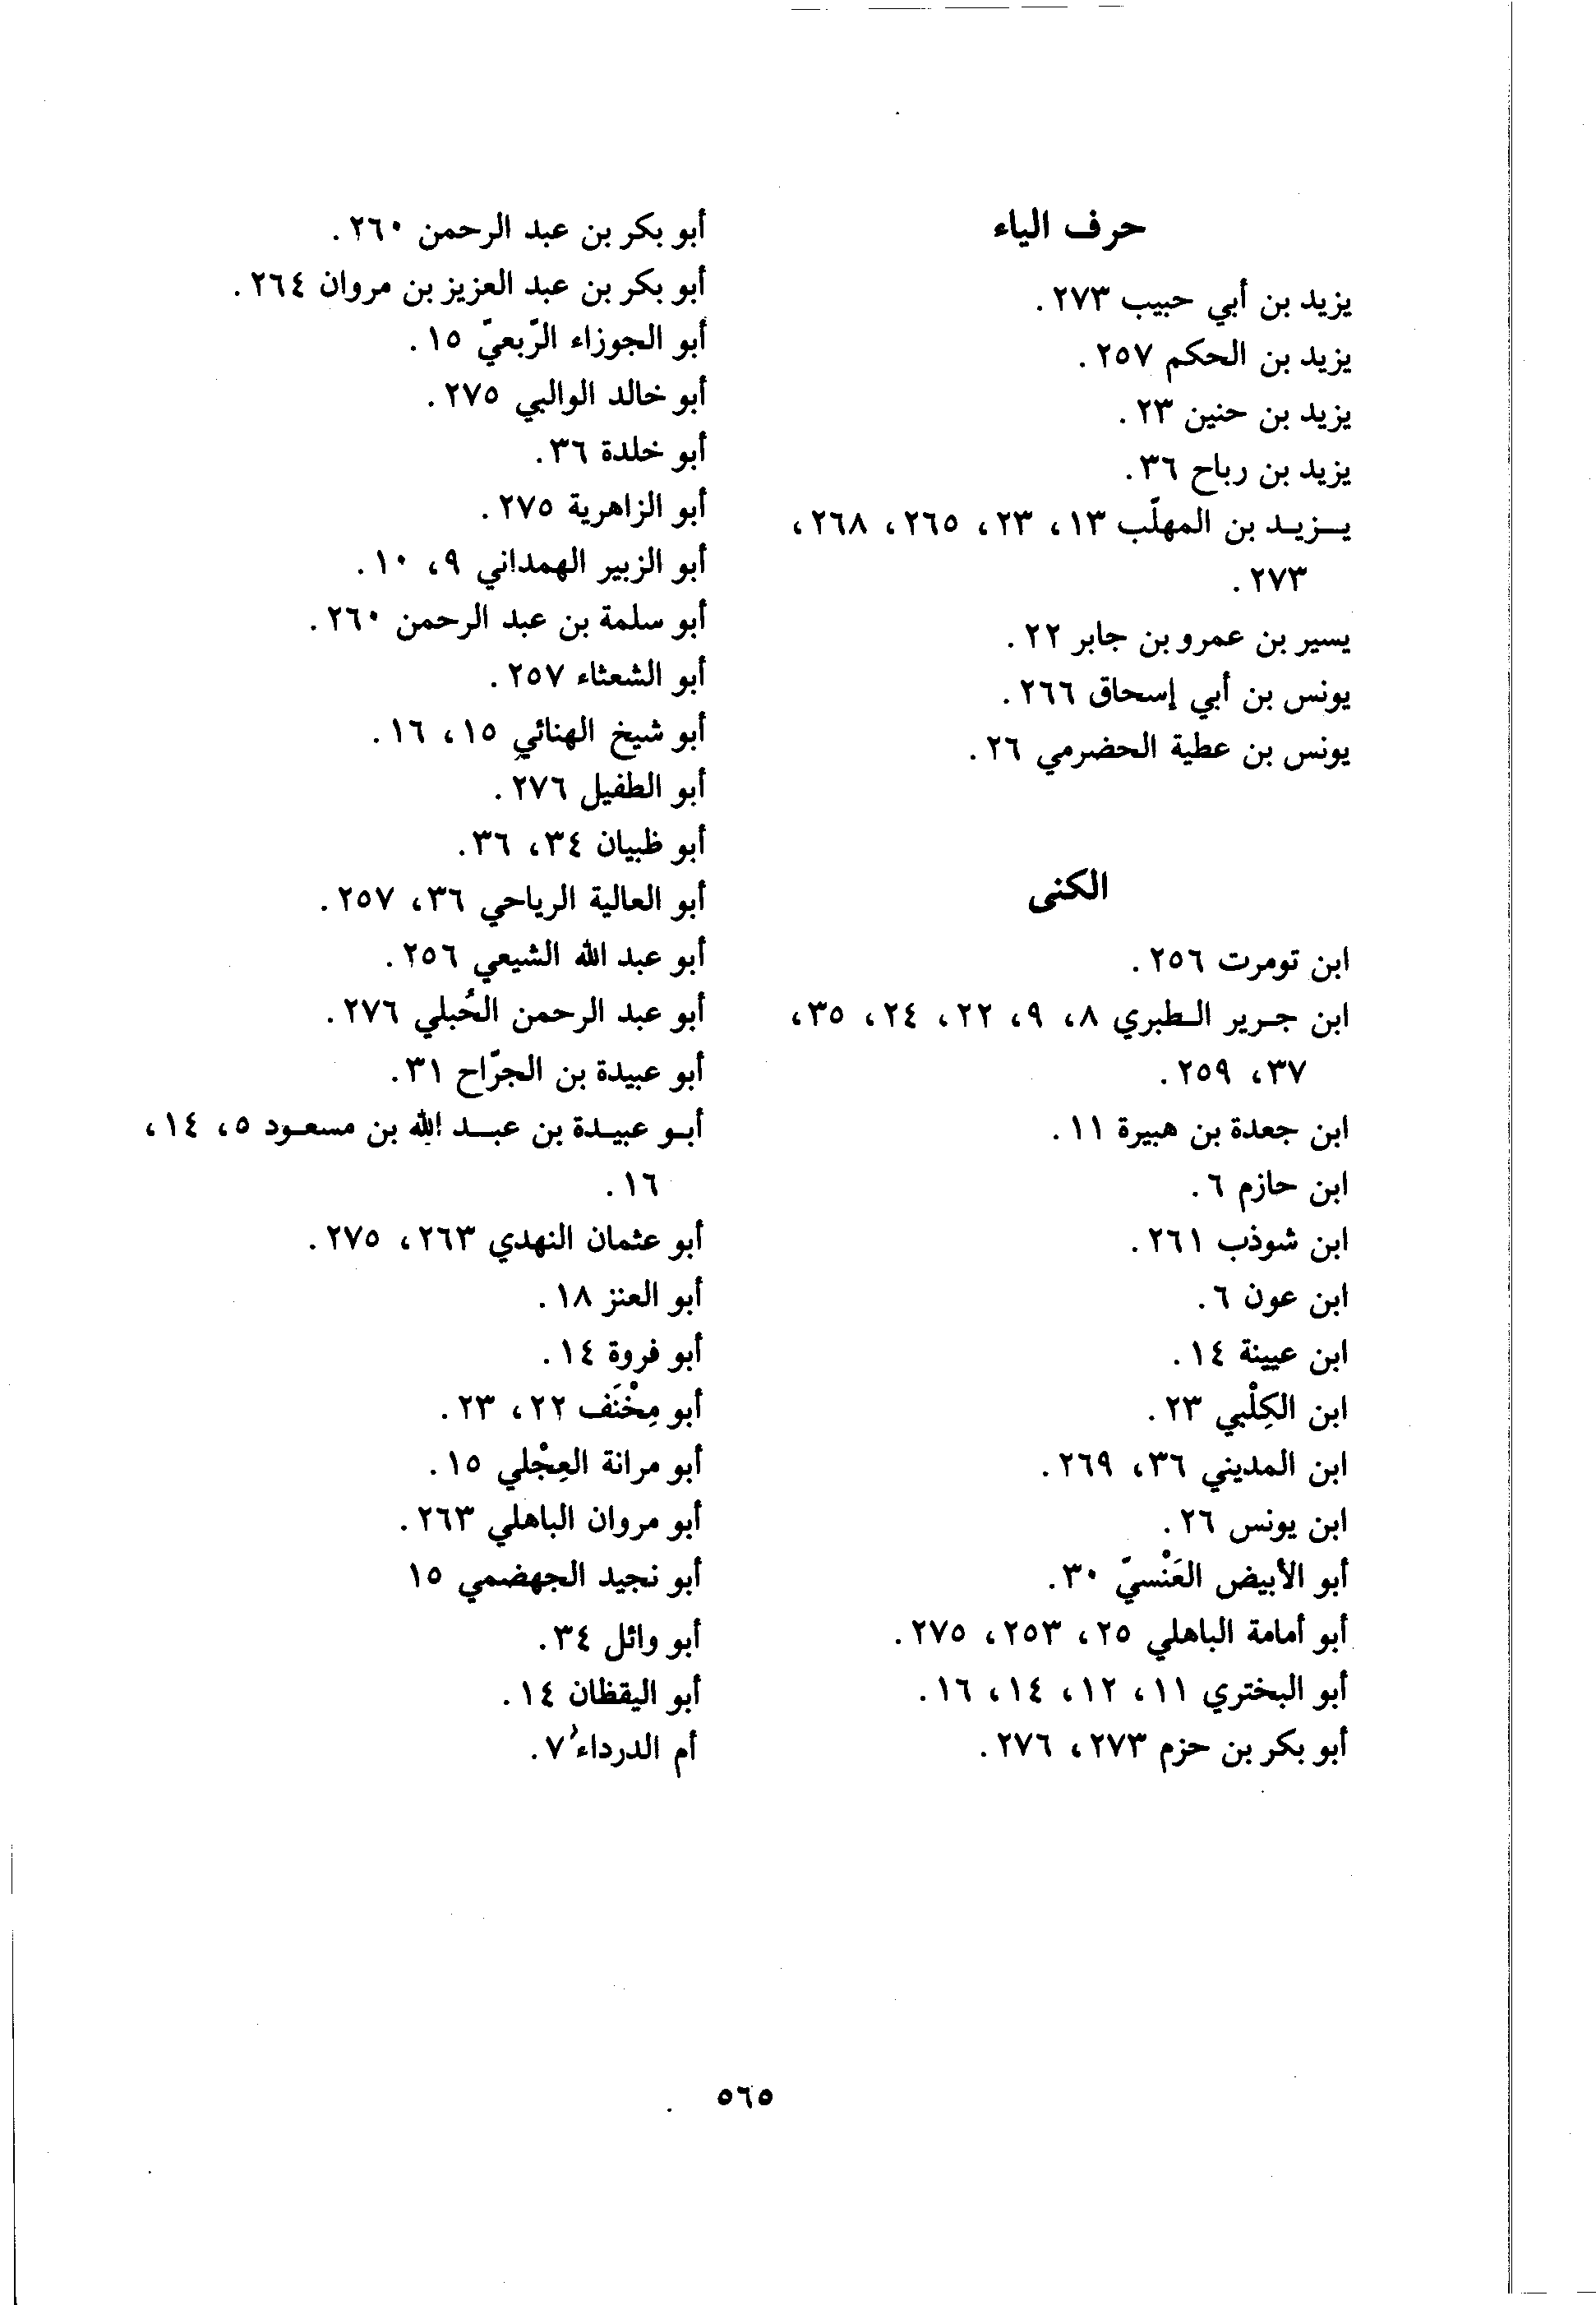 حرف الياء
يزيد بن أبي حبيب ٢٧٣.
يزيد بن الحكم ٢٥٧.
يزيد بن حنين ٢٣.
يزيد بن رباح ٣٦.
يـزيـد بن المهلّب ١٣، ٢٣، ٢٦٥، ٢٦٨،
٢٧٣.
يسير بن عمرو بن جابر ٢٢.
يونس بن أبي إسحاق ٢٦٦.
يونس بن عطية الحضرمي ٢٦.
الكنى
ابن تومرت ٢٥٦.
ابن جـرير الـطبري ٨، ٩، ٢٢، ٢٤، ٣٥،
٣٧، ٢٥٩.
ابن جعدة بن هبيرة ١١.
ابن حازم ٦.
ابن شوذب ٢٦١.
ابن عون ٦.
ابن عيينة ١٤.
ابن الكِلْبي ٢٣.
ابن المديني ٣٦، ٢٦٩.
ابن يونس ٢٦.
أبو الأبيض العَنْسيّ ٣٠.
أبو أمامة الباهلي ٢٥، ٢٥٣، ٢٧٥.
أبو البختري ١١، ١٢، ١٤، ١٦.
أبو بكر بن حزم ٢٧٣، ٢٧٦.
أبو بكر بن عبد الرحمن ٢٦٠.
أبو بكر بن عبد العزيز بن مروان ٢٦٤.
أبو الجوزاء الرّبعيّ ١٥.
أبو خالد الوالبي ٢٧٥.
أبو خلدة ٣٦.
أبو الزاهرية ٢٧٥.
أبو الزبير الهمداني ٩، ١٠.
أبو سلمة بن عبد الرحمن ٢٦٠.
أبو الشعثاء ٢٥٧.
أبو شيخ الهنائي ١٥، ١٦.
أبو الطفيل ٢٧٦.
أبو ظبيان ٣٤، ٣٦.
أبو العالية الرياحي ٣٦، ٢٥٧.
أبو عبد الله الشيعي ٢٥٦.
أبو عبد الرحمن الحُبلي ٢٧٦.
أبو عبيدة بن الجرّاح ٣١.
أبـو عبيـدة بن عبـد الله بن مسعـود ٥، ١٤،
١٦.
أبو عثمان النهدي ٢٦٣، ٢٧٥.
أبو العنز ١٨.
أبو فروة ١٤.
أبو مِخْنَف ٢٢، ٢٣.
أبو مرانة العِجْلي ١٥.
أبو مروان الباهلي ٢٦٣.
أبو نجيد الجهضمي ١٥
أبو وائل ٣٤.
أبو اليقظان ١٤.
أم الدرداء ٧.
٥٦٥